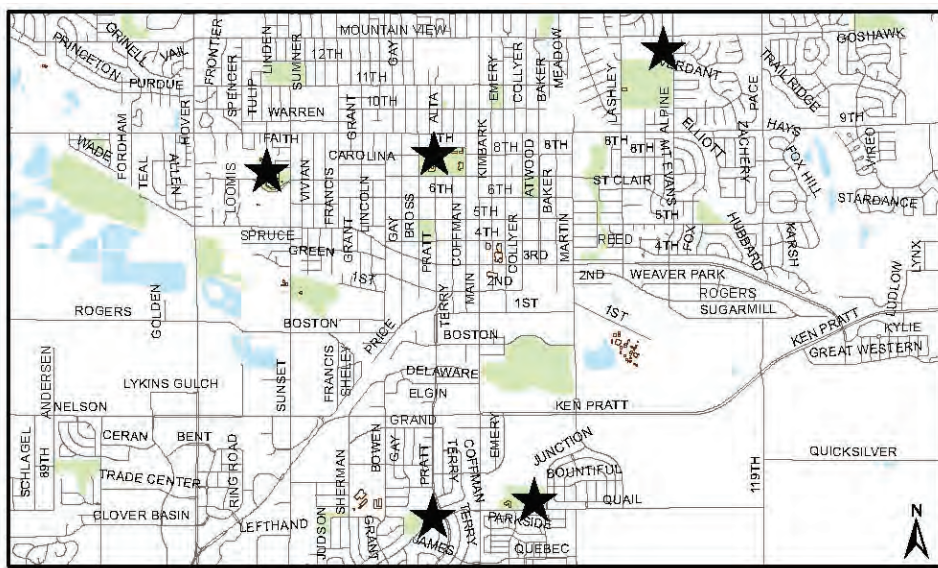 MOUNTAIN VIEW
GOSHAWK
GRINELL
VAIL
PRINCETON
PURDUE
FRONTIER
SPENCER
TULIP
LINDEN
SUMNER
12TH
11TH
10TH
GAY
WARREN
GRANT
ALTA
EMERY
COLLYER
BAKER
MEADOW
LASHLEY
ALPINE
PACE
TRAILRIDGE
9TH
WADE
FORDHAM
TEAL
ALLEN
HOVER
LOOMIS
FAITH
VIVIAN
CAROLINA
FRANCIS
LINCOLN
KIMBARK
8TH
8TH
8TH
8TH
ATWOOD
6TH
6TH
ST CLAIR
MT EVANS
ELLIOTT
ZACHERY
HAYS
FOX HILL
VIREO
STARDANCE
SPRUCE
GREEN
GRANT
GAY
BROSS
PRATT
COFFMAN
5TH
4TH
COLLYER
3RD
2ND
BAKER
MARTIN
REED
5TH
4TH
FOX
HUBBARD
KARSH
LYNX
LUDLOW
1ST
MAIN
1ST
2ND
WEAVER PARK
ROGERS
SUGARMILL
1ST
ROGERS
GOLDEN
BOSTON
PRICE
TERRY
BOSTON
KEN PRATT
KYLIE
GREAT WESTERN
ANDERSEN
LYKINS GULCH
SUNSET
FRANCIS
SHELEY
DELAWARE
ELGIN
KEN PRATT
NELSON
SCHLAGEL
89TH
CERAN
BENT
TRADE CENTER
RING ROAD
CLOVER BASIN
LEFTHAND
JUDSON
SHERMAN
BOWEN
GRANT
GAY
GRAND
PRATT
TERRY
COFFMAN
TERRY
EMERY
JAMES
JUNCTION
BOUNTIFUL
QUAIL
PARKSIDE
QUEBEC
119TH
QUICKSILVER
N